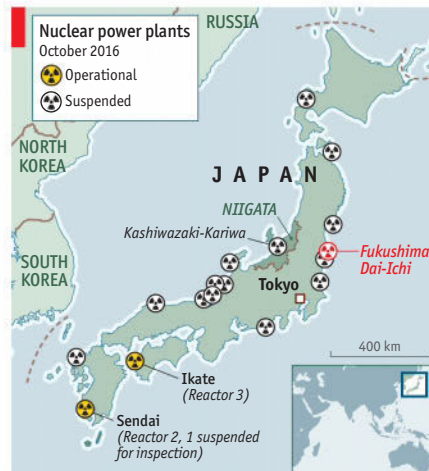 Nuclear power plants
October 2016
Operational
Suspended
RUSSIA
NORTH
KOREA
JAPAN
NIIGATA
Kashiwazaki-Kariwa
SOUTH
KOREA
Fukushima
Dai-Ichi
Tokyo
400 km
Ikate
(Reactor 3)
Sendai
(Reactor 2, 1 suspended
for inspection)